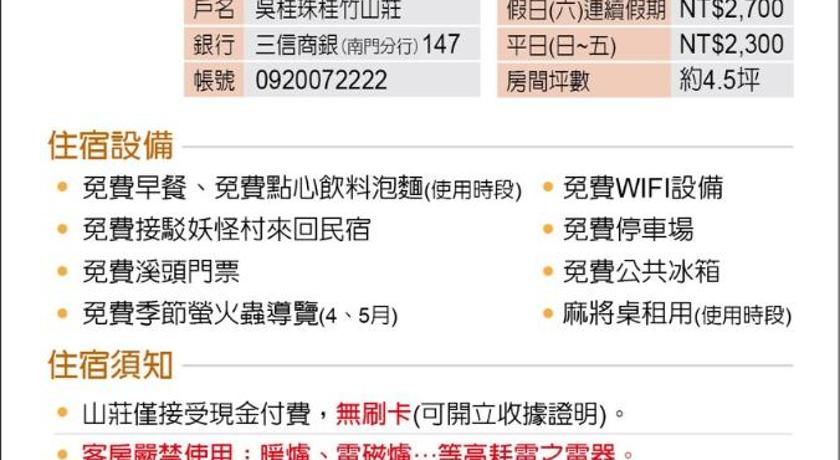 戶名 吳桂珠桂竹山莊 假日(六)連續假期 NT$2,700
銀行 三信商銀(南門分行)147 平日(日~五) NT$2,300
帳號 0920072222 房間坪數 約4.5坪
住宿設備
• 免費早餐、免費點心飲料泡麵(使用時段) • 免費WIFI設備
• 免費接駁妖怪村來回民宿 • 免費停車場
• 免費溪頭門票 • 免費公共冰箱
• 免費季節螢火蟲導覽(4、5月) • 麻將桌租用(使用時段)
住宿須知
• 山莊僅接受現金付費，無刷卡(可開立收據證明)。
• 客房嚴禁使用：暖爐、電磁爐…等高耗電之電器。